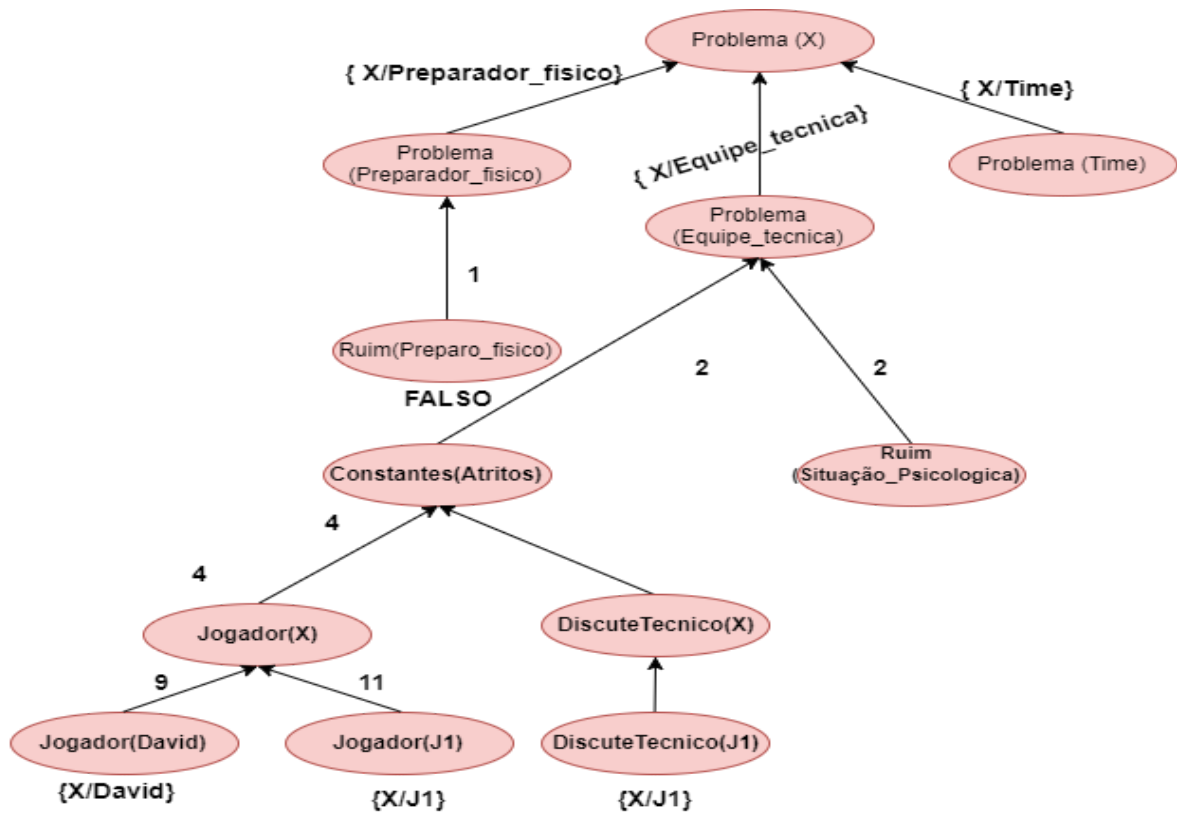 Problema (X)
{ X/Preparador_fisico}
{ X/Time}
{ X/Equipe_tecnica}
Problema
(Preparador_fisico)
Problema (Time)
Problema
(Equipe_tecnica)
1
Ruim(Preparo_fisico)
FALSO
2
2
Constantes(Atritos)
Ruim
(Situação_Psicologica)
4
4
Jogador(X)
DiscuteTecnico(X)
9
11
Jogador(David)
Jogador(J1)
DiscuteTecnico(J1)
{X/David}
{X/J1}
{X/J1}